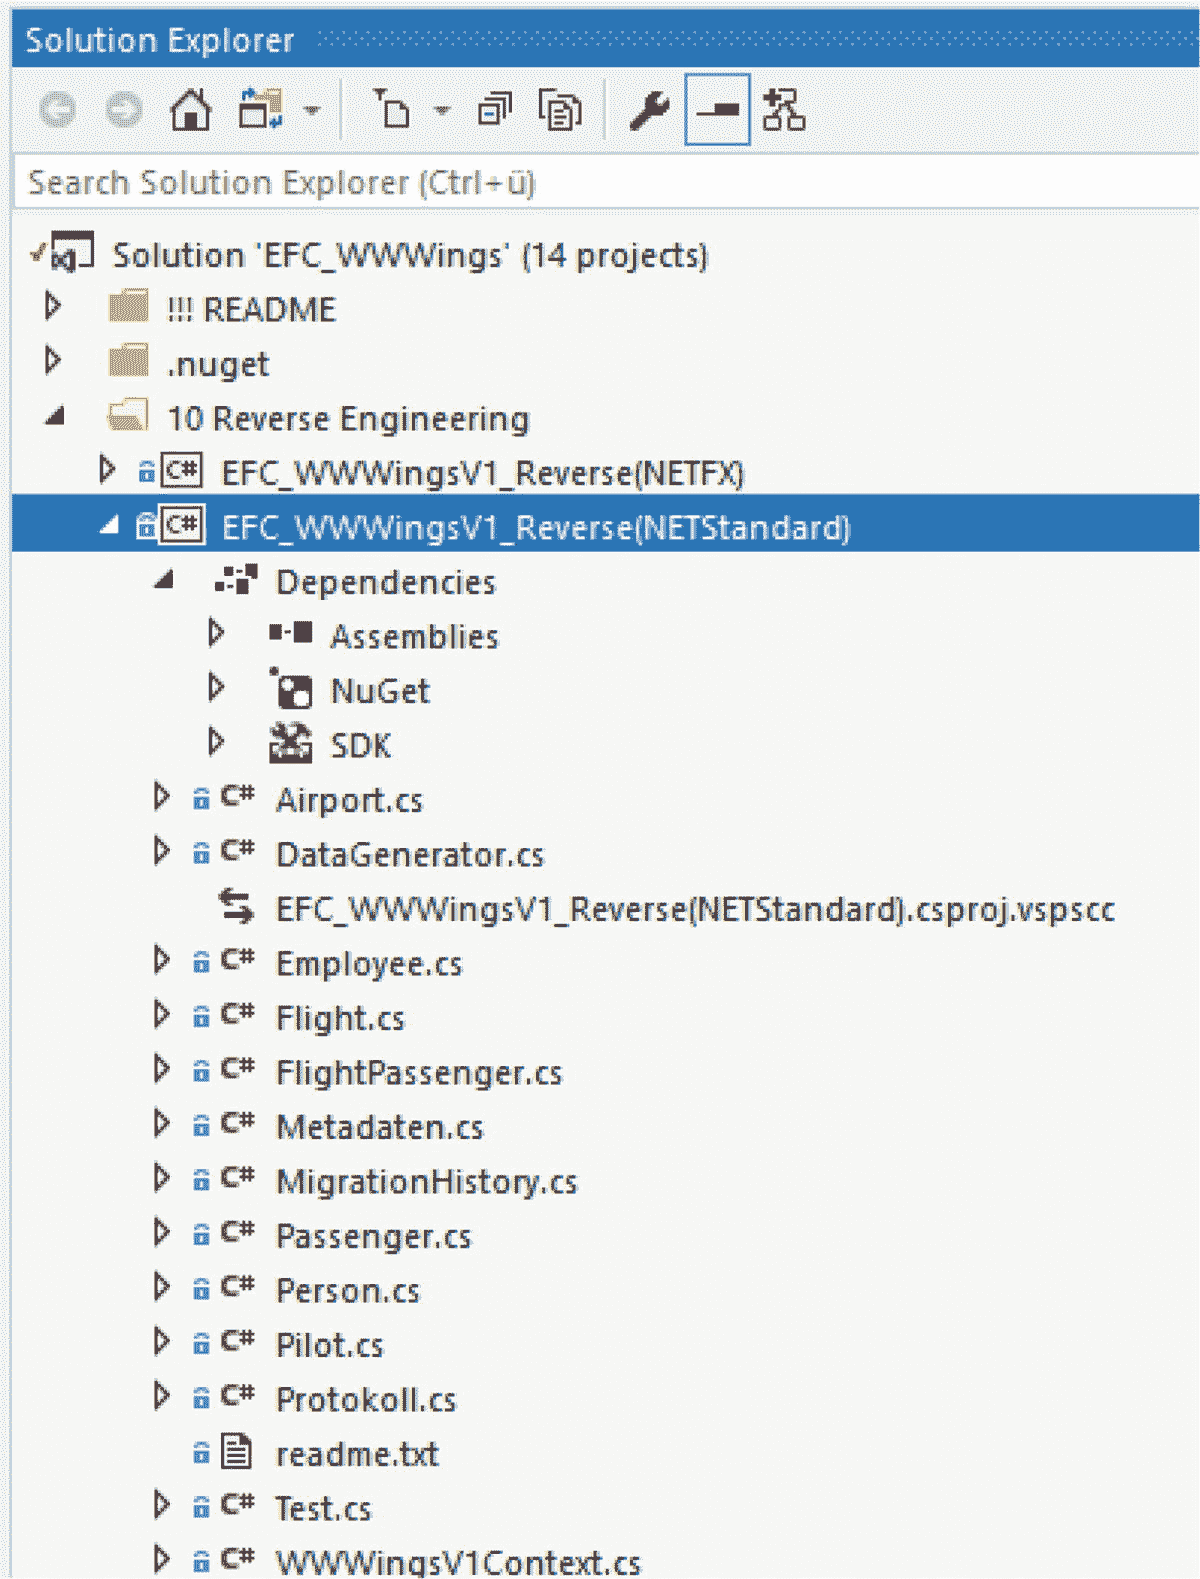 Solution Explorer
Search Solution Explorer (Ctrl+ü)
Solution 'EFC_WWWings' (14 projects)
!!! README
.nuget
10 Reverse Engineering
C# EFC_WWWingsV1_Reverse(NETFX)
C# EFC_WWWingsV1_Reverse(NETStandard)
Dependencies
Assemblies
NuGet
SDK
C# Airport.cs
C# DataGenerator.cs
EFC_WWWingsV1_Reverse(NETStandard).csproj.vspscc
C# Employee.cs
C# Flight.cs
C# FlightPassenger.cs
C# Metadaten.cs
C# MigrationHistory.cs
C# Passenger.cs
C# Person.cs
C# Pilot.cs
C# Protokoll.cs
readme.txt
C# Test.cs
C# WWWingsV1Context.cs